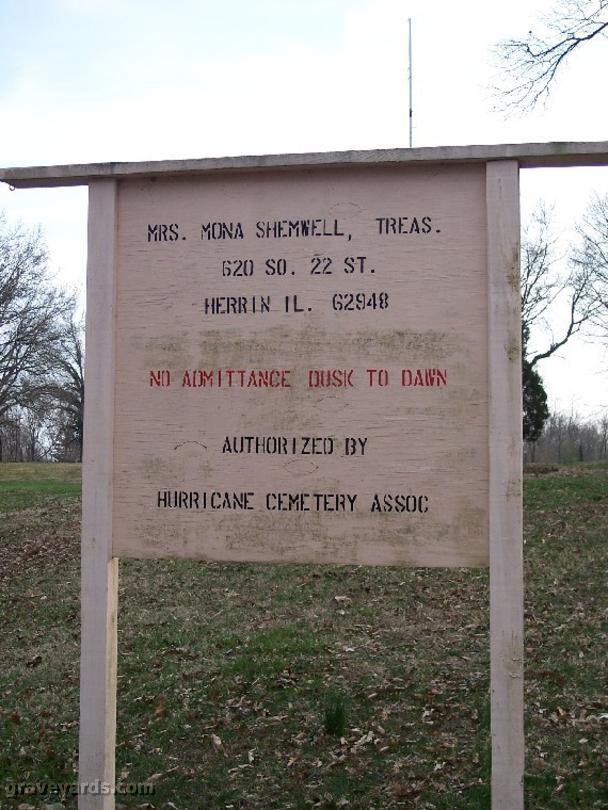 MRS. MONA SHEMWELL, TREAS.
620 SO. 22 ST.
HERRIN IL. 62948
NO ADMITTANCE DUSK TO DAWN
AUTHORIZED BY
HURRICANE CEMETERY ASSOC
graveyards.com